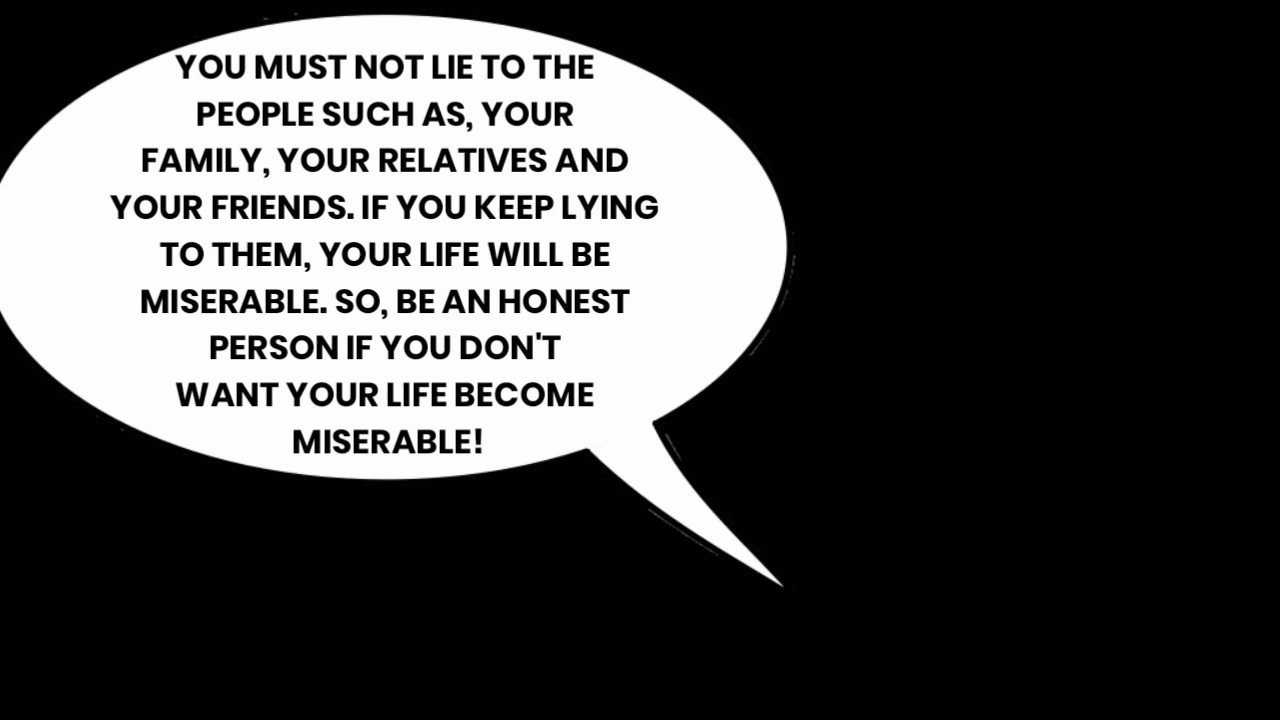 YOU MUST NOT LIE TO THE
PEOPLE SUCH AS, YOUR
FAMILY, YOUR RELATIVES AND
YOUR FRIENDS. IF YOU KEEP LYING
TO THEM, YOUR LIFE WILL BE
MISERABLE. SO, BE AN HONEST
PERSON IF YOU DON'T
WANT YOUR LIFE BECOME
MISERABLE!